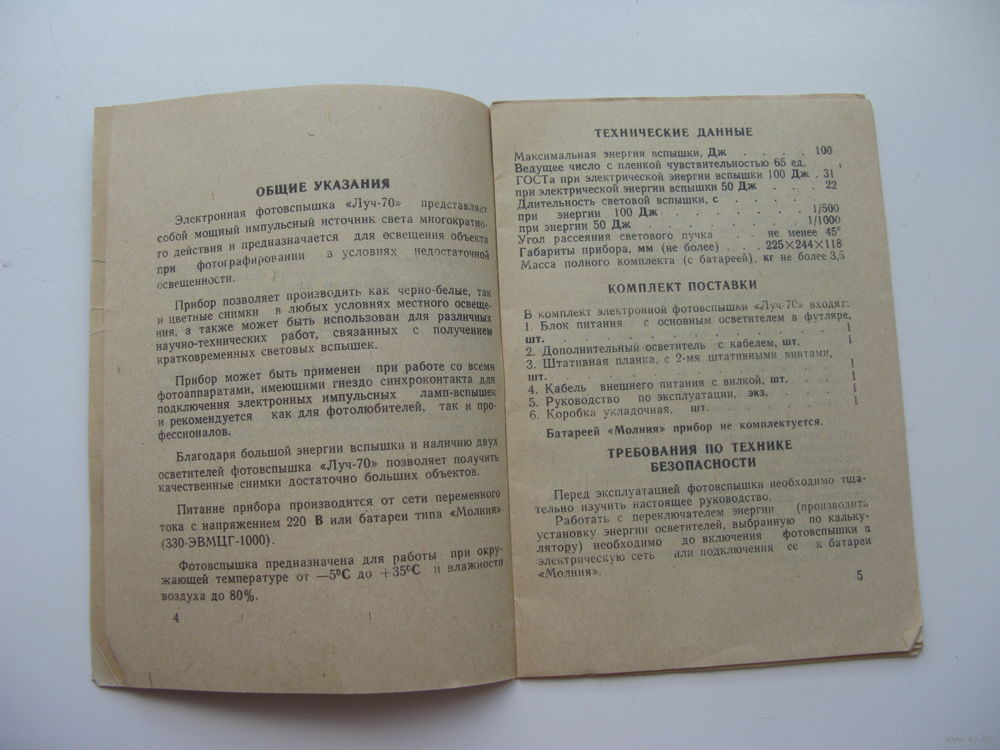 ОБЩИЕ УКАЗАНИЯ
Электронная фотовспышка «Луч-70» представляет
собой мощный импульсный источник света многократно-
го действия и предназначается для освещения объекта
при фотографировании в условиях недостаточной
освещенности.
Прибор позволяет производить как черно-белые, так
и цветные снимки в любых условиях местного освеще-
ния, а также может быть использован для различных
научно-технических работ, связанных с получением
кратковременных световых вспышек.
Прибор может быть применен при работе со всеми
фотоаппаратами, имеющими гнездо синхроконтакта для
подключения электронных импульсных ламп-вспышек
и рекомендуется как для фотолюбителей, так и про-
фессионалов.
Благодаря большой энергии вспышки и наличию двух
осветителей фотовспышка «Луч-70» позволяет получить
качественные снимки достаточно больших объектов.
Питание прибора производится от сети переменного
тока с напряжением 220 В или батареи типа «Молния»
(330-ЭВМЦГ-1000).
Фотовспышка предназначена для работы при окру-
жающей температуре от —5°С до +35°С и влажности
воздуха до 80%.
4
ТЕХНИЧЕСКИЕ ДАННЫЕ
Максимальная энергия вспышки, Дж . . . . 100
Ведущее число с пленкой чувствительностью 65 ед.
ГОСТа при электрической энергии вспышки 100 Дж . 31
при электрической энергии вспышки 50 Дж . . 22
Длительность световой вспышки, с . . . . .
при энергии 100 Дж . . . . . . 1/500
при энергии 50 Дж . . . . . . . 1/1000
Угол рассеяния светового пучка . . . не менее 45°
Габариты прибора, мм (не более) . . . 225×244×118
Масса полного комплекта (с батареей), кг не более 3,5
КОМПЛЕКТ ПОСТАВКИ
В комплект электронной фотовспышки «Луч-70» входят:
1. Блок питания с основным осветителем в футляре,
шт. . . . . . . . . . . . . . 1
2. Дополнительный осветитель с кабелем, шт. . . 1
3. Штативная планка, с 2-мя штативными винтами,
шт. . . . . . . . . . . . . . 1
4. Кабель внешнего питания с вилкой, шт. . . . 1
5. Руководство по эксплуатации, экз. . . . . 1
6. Коробка укладочная, шт. . . . . . . 1
Батареей «Молния» прибор не комплектуется.
ТРЕБОВАНИЯ ПО ТЕХНИКЕ
БЕЗОПАСНОСТИ
Перед эксплуатацией фотовспышки необходимо тща-
тельно изучить настоящее руководство.
Работать с переключателем энергии (производить
установку энергии осветителей, выбранную по кальку-
лятору) необходимо до включения фотовспышки в
электрическую сеть или подключения ее к батареи
«Молния».
5
www.ay.by